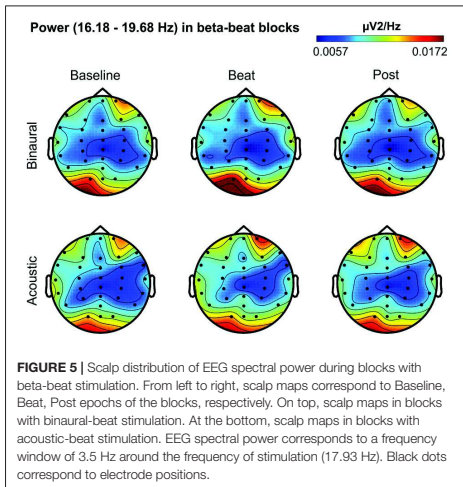 Power (16.18 - 19.68 Hz) in beta-beat blocks
µV2/Hz
0.0057 0.0172
Baseline Beat Post
Binaural
Acoustic
FIGURE 5 | Scalp distribution of EEG spectral power during blocks with
beta-beat stimulation. From left to right, scalp maps correspond to Baseline,
Beat, Post epochs of the blocks, respectively. On top, scalp maps in blocks
with binaural-beat stimulation. At the bottom, scalp maps in blocks with
acoustic-beat stimulation. EEG spectral power corresponds to a frequency
window of 3.5 Hz around the frequency of stimulation (17.93 Hz). Black dots
correspond to electrode positions.